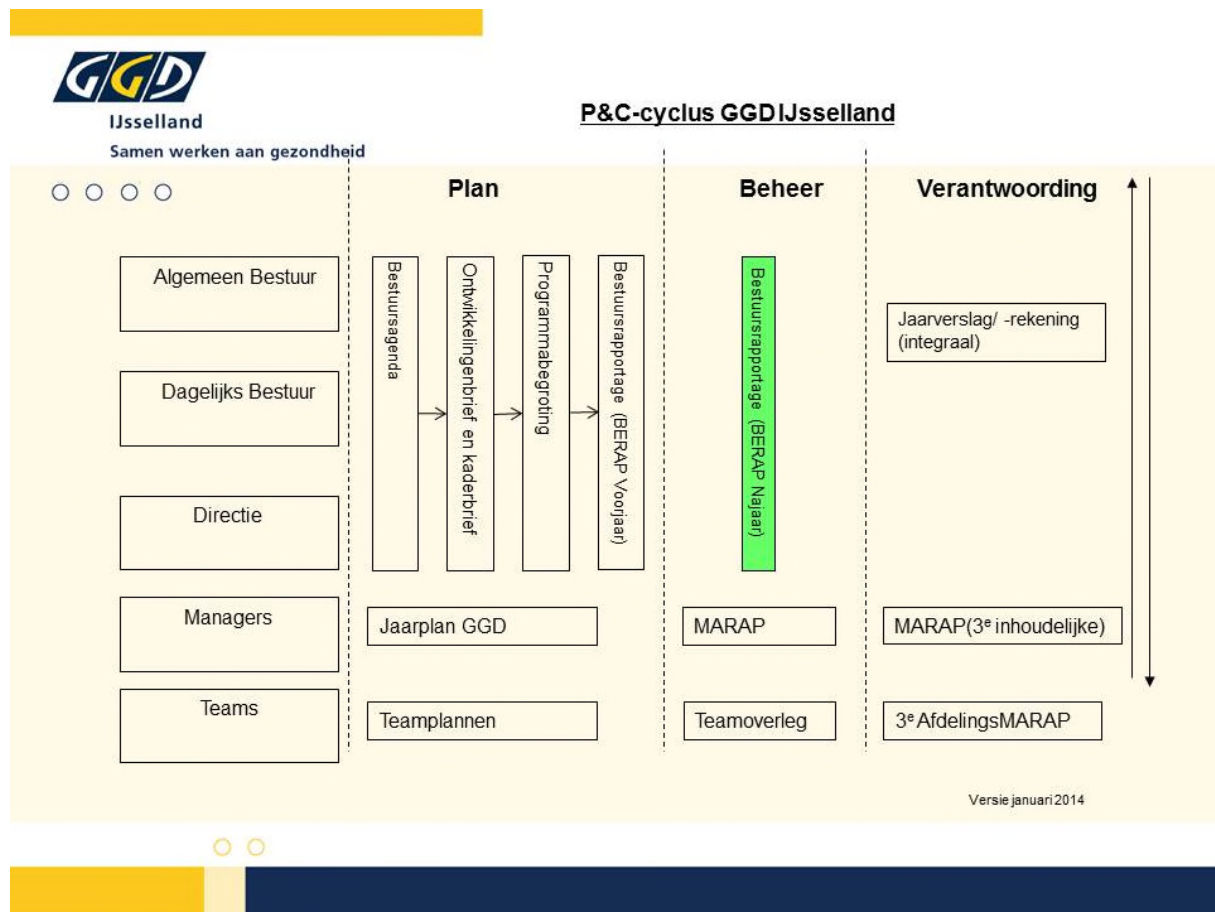 GGD
IJsselland
Samen werken aan gezondheid
P&C-cyclus GGD IJsselland
Plan
Beheer
Verantwoording
Algemeen Bestuur
Dagelijks Bestuur
Directie
Managers
Teams
Bestuursagenda
Ontwikkelingenbrief en kaderbrief
Programmabegroting
Bestuursrapportage (BERAP Voorjaar)
Bestuursrapportage (BERAP Najaar)
Jaarverslag/ -rekening
(integraal)
Jaarplan GGD
MARAP
MARAP(3e inhoudelijke)
Teamplannen
Teamoverleg
3e AfdelingsMARAP
Versie januari 2014